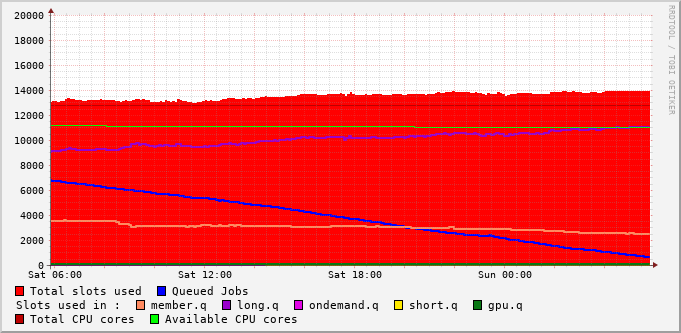 RRDTOOL / TOBI OETIKER
20000
18000
16000
14000
12000
10000
8000
6000
4000
2000
0
Sat 06:00 Sat 12:00 Sat 18:00 Sun 00:00
Total slots used Queued Jobs
Slots used in : member.q long.q ondemand.q short.q gpu.q
Total CPU cores Available CPU cores